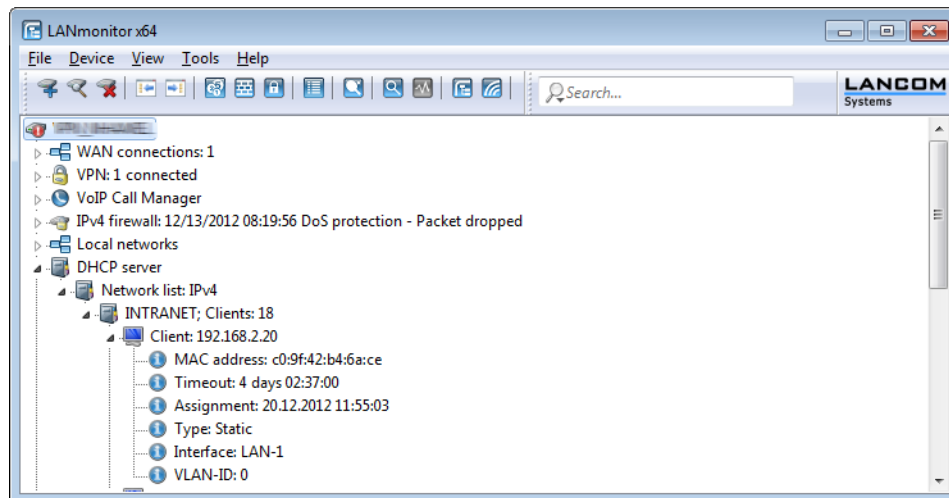 LANmonitor x64
File Device View Tools Help
Search...
LANCOM
Systems
WAN connections: 1
VPN: 1 connected
VoIP Call Manager
IPv4 firewall: 12/13/2012 08:19:56 DoS protection - Packet dropped
Local networks
DHCP server
Network list: IPv4
INTRANET; Clients: 18
Client: 192.168.2.20
MAC address: c0:9f:42:b4:6a:ce
Timeout: 4 days 02:37:00
Assignment: 20.12.2012 11:55:03
Type: Static
Interface: LAN-1
VLAN-ID: 0